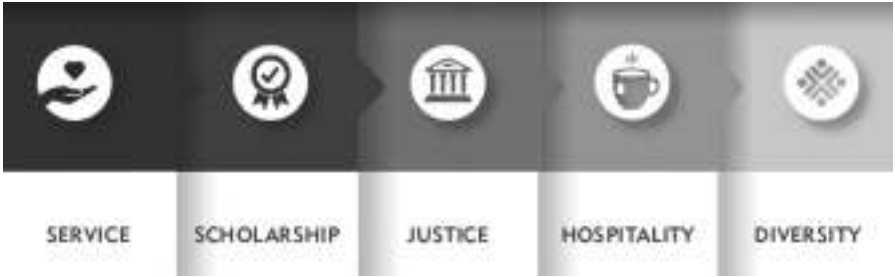 SERVICE
SCHOLARSHIP
JUSTICE
HOSPITALITY
DIVERSITY